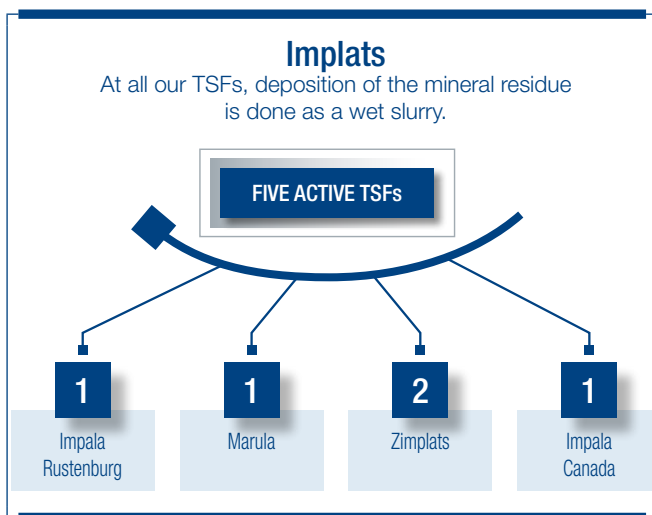 Implats
At all our TSFs, deposition of the mineral residue
is done as a wet slurry.
FIVE ACTIVE TSFs
1
Impala
Rustenburg
1
Marula
2
Zimplats
1
Impala
Canada